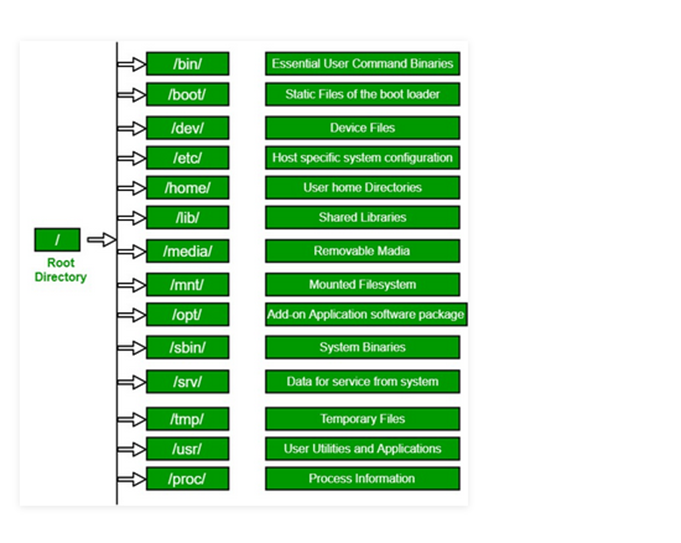 /bin/ Essential User Command Binaries
/boot/ Static Files of the boot loader
/dev/ Device Files
/etc/ Host specific system configuration
/home/ User home Directories
/lib/ Shared Libraries
/
Root
Directory
/media/ Removable Madia
/mnt/ Mounted Filesystem
/opt/ Add-on Application software package
/sbin/ System Binaries
/srv/ Data for service from system
/tmp/ Temporary Files
/usr/ User Utilities and Applications
/proc/ Process Information